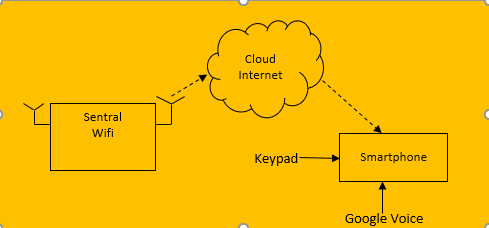 Cloud
Internet
Sentral
Wifi
Keypad
Smartphone
Google Voice